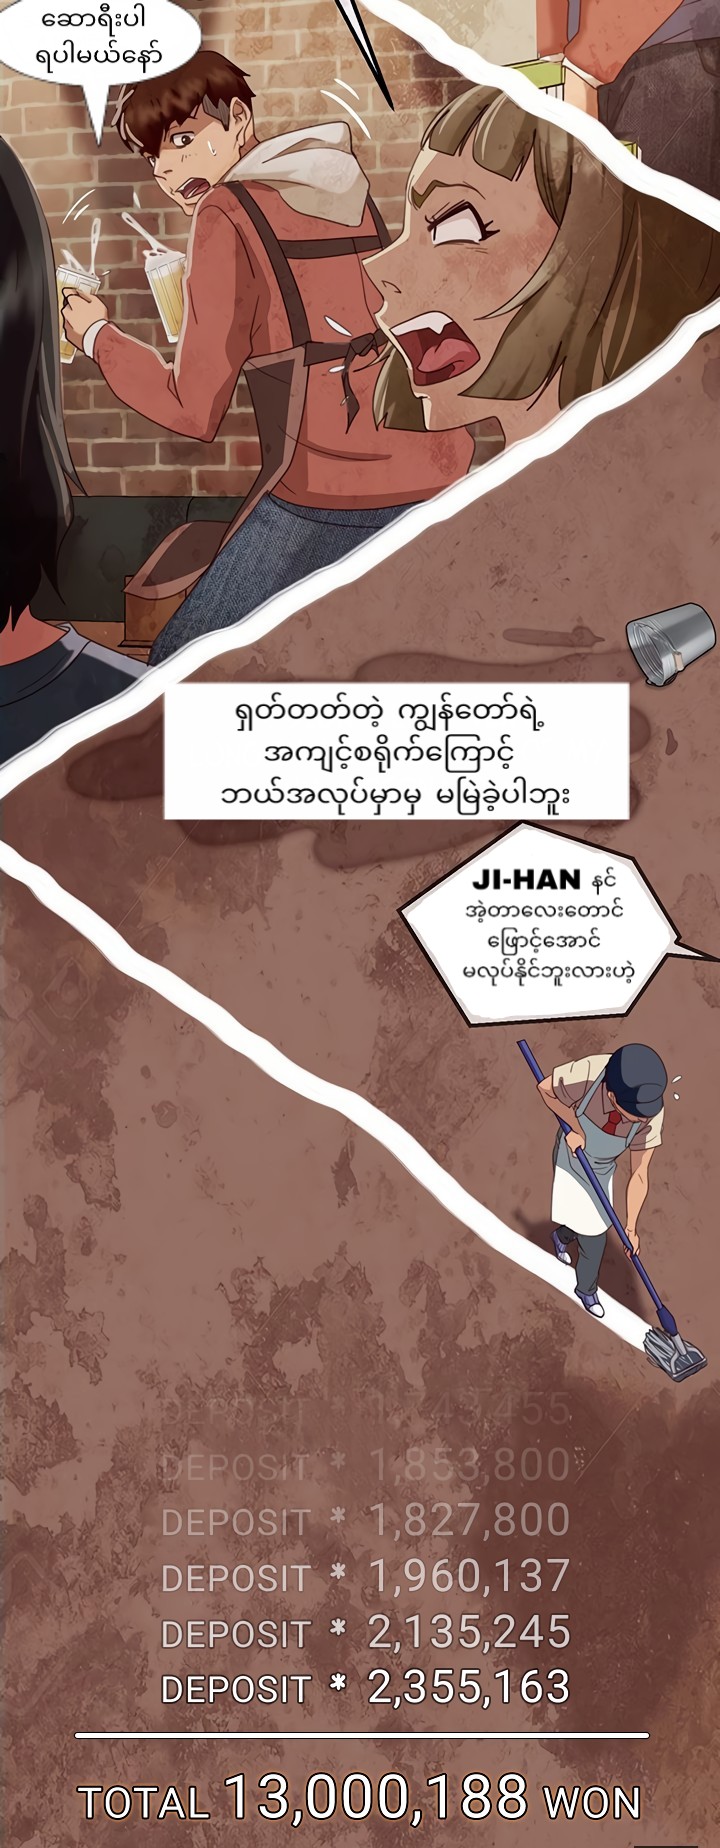 ဆောရီးပါ
ရပါမယ်နော်
ရှတ်တတ်တဲ့ ကျွန်တော်ရဲ့
အကျင့်စရိုက်ကြောင့်
ဘယ်အလုပ်မှာမှ မမြဲခဲ့ပါဘူး
JI-HAN နင်
အဲ့တာလေးတောင်
ဖြောင့်အောင်
မလုပ်နိုင်ဘူးလားဟဲ့
DEPOSIT * 1,743,455
DEPOSIT * 1,853,800
DEPOSIT * 1,827,800
DEPOSIT * 1,960,137
DEPOSIT * 2,135,245
DEPOSIT * 2,355,163
TOTAL 13,000,188 WON